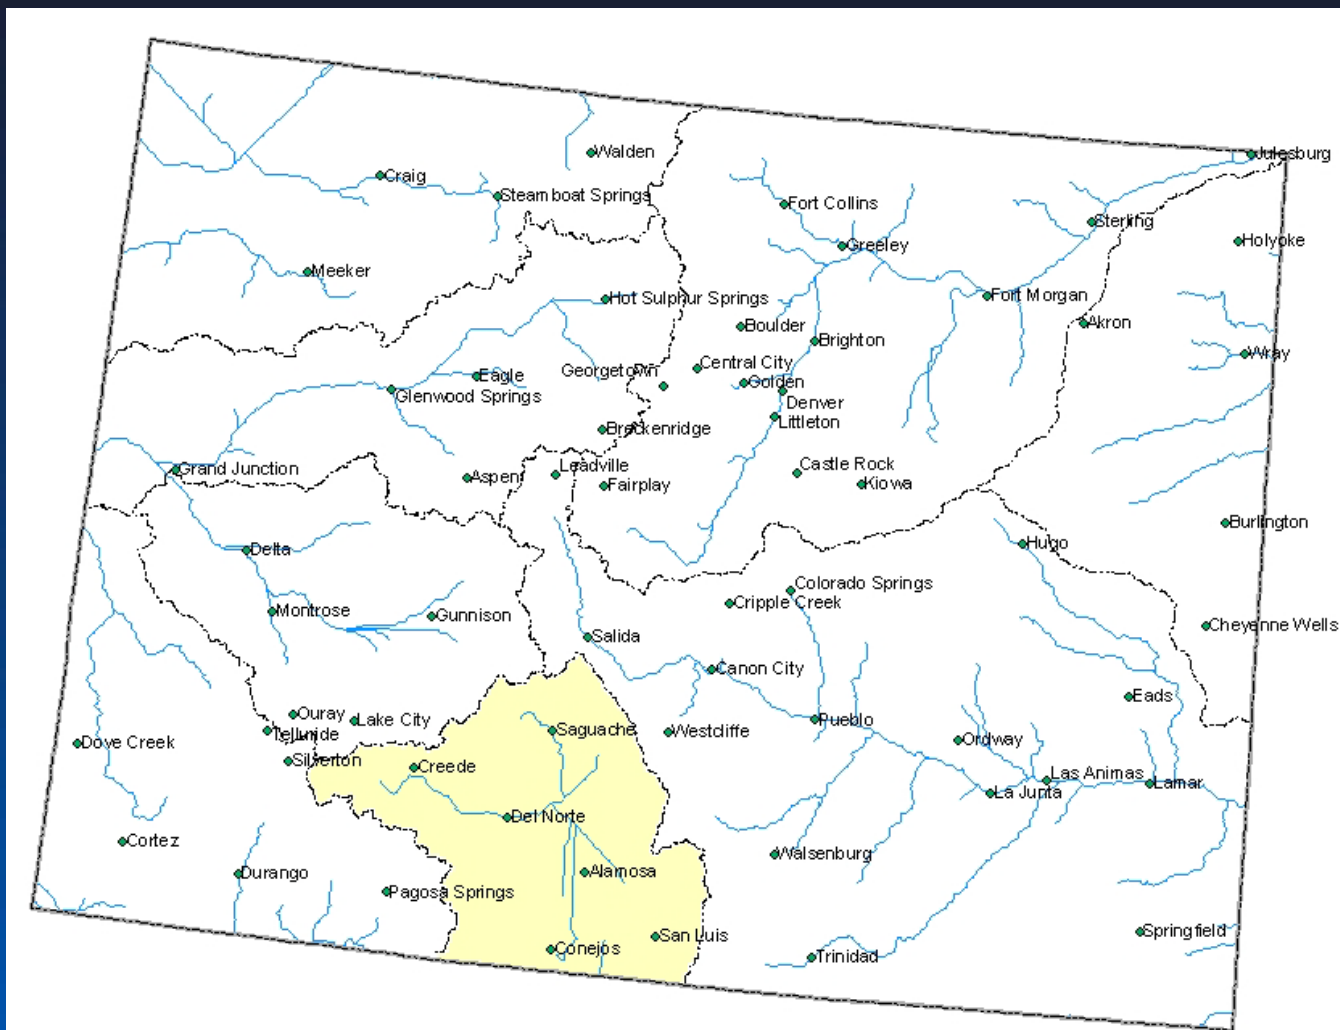 Julesburg
Walden
Craig
Steamboat Springs
Fort Collins
Sterling
Holyoke
Greeley
Meeker
Hot Sulphur Springs
Fort Morgan
Boulder
Akron
Brighton
Wray
Central City
Georgetown
Eagle
Golden
Glenwood Springs
Denver
Littleton
Breckenridge
Leadville
Castle Rock
Grand Junction
Aspen
Fairplay
Kiowa
Burlington
Delta
Hugo
Colorado Springs
Cripple Creek
Montrose
Gunnison
Cheyenne Wells
Salida
Canon City
Eads
Ouray
Lake City
Pueblo
Telluride
Saguache
Westcliffe
Ordway
Dove Creek
Silverton
Creede
Las Animas
Lamar
La Junta
Del Norte
Cortez
Walsenburg
Durango
Alamosa
Pagosa Springs
San Luis
Springfield
Conejos
Trinidad